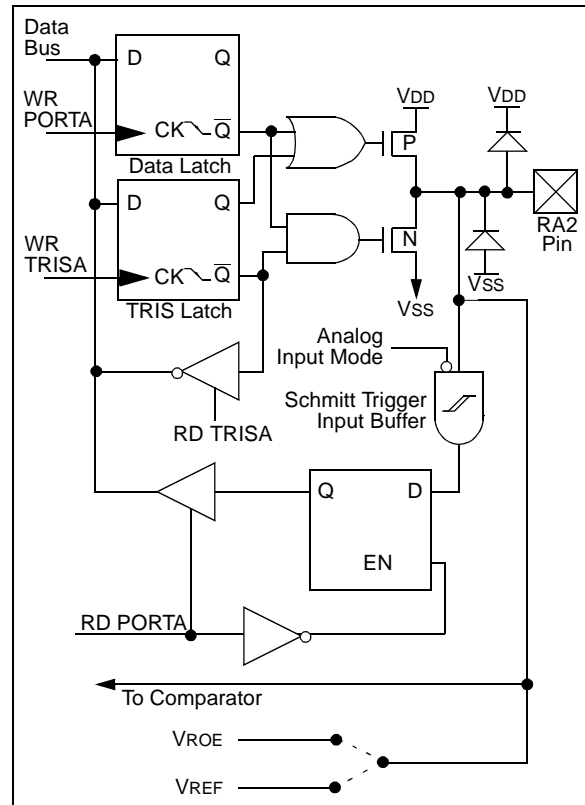 Data
Bus
D Q
WR
PORTA
CK Q
VDD
VDD
P
Data Latch
D Q
RA2
Pin
N
WR
TRISA
CK Q
VSS
VSS
TRIS Latch
Analog
Input Mode
Schmitt Trigger
Input Buffer
RD TRISA
Q D
EN
RD PORTA
To Comparator
VROE
VREF